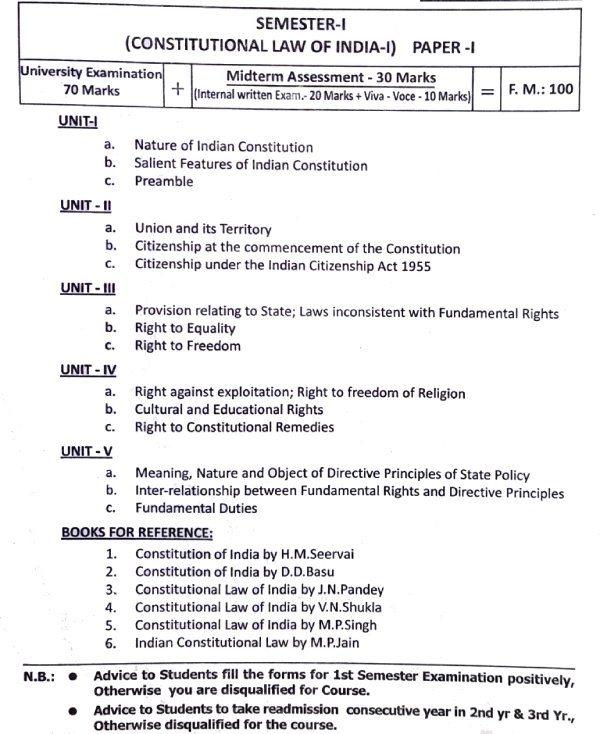 SEMESTER-I
(CONSTITUTIONAL LAW OF INDIA-I) PAPER -I
University Examination
70 Marks
+
Midterm Assessment - 30 Marks
(Internal written Exam.- 20 Marks + Viva - Voce - 10 Marks)
=
F. M.: 100
UNIT-I
a. Nature of Indian Constitution
b. Salient Features of Indian Constitution
c. Preamble
UNIT - II
a. Union and its Territory
b. Citizenship at the commencement of the Constitution
c. Citizenship under the Indian Citizenship Act 1955
UNIT - III
a. Provision relating to State; Laws inconsistent with Fundamental Rights
b. Right to Equality
c. Right to Freedom
UNIT - IV
a. Right against exploitation; Right to freedom of Religion
b. Cultural and Educational Rights
c. Right to Constitutional Remedies
UNIT - V
a. Meaning, Nature and Object of Directive Principles of State Policy
b. Inter-relationship between Fundamental Rights and Directive Principles
c. Fundamental Duties
BOOKS FOR REFERENCE:
1. Constitution of India by H.M.Seervai
2. Constitution of India by D.D.Basu
3. Constitutional Law of India by J.N.Pandey
4. Constitutional Law of India by V.N.Shukla
5. Constitutional Law of India by M.P.Singh
6. Indian Constitutional Law by M.P.Jain
N.B.: ● Advice to Students fill the forms for 1st Semester Examination positively,
Otherwise you are disqualified for Course.
● Advice to Students to take readmission consecutive year in 2nd yr & 3rd Yr.,
Otherwise disqualified for the course.